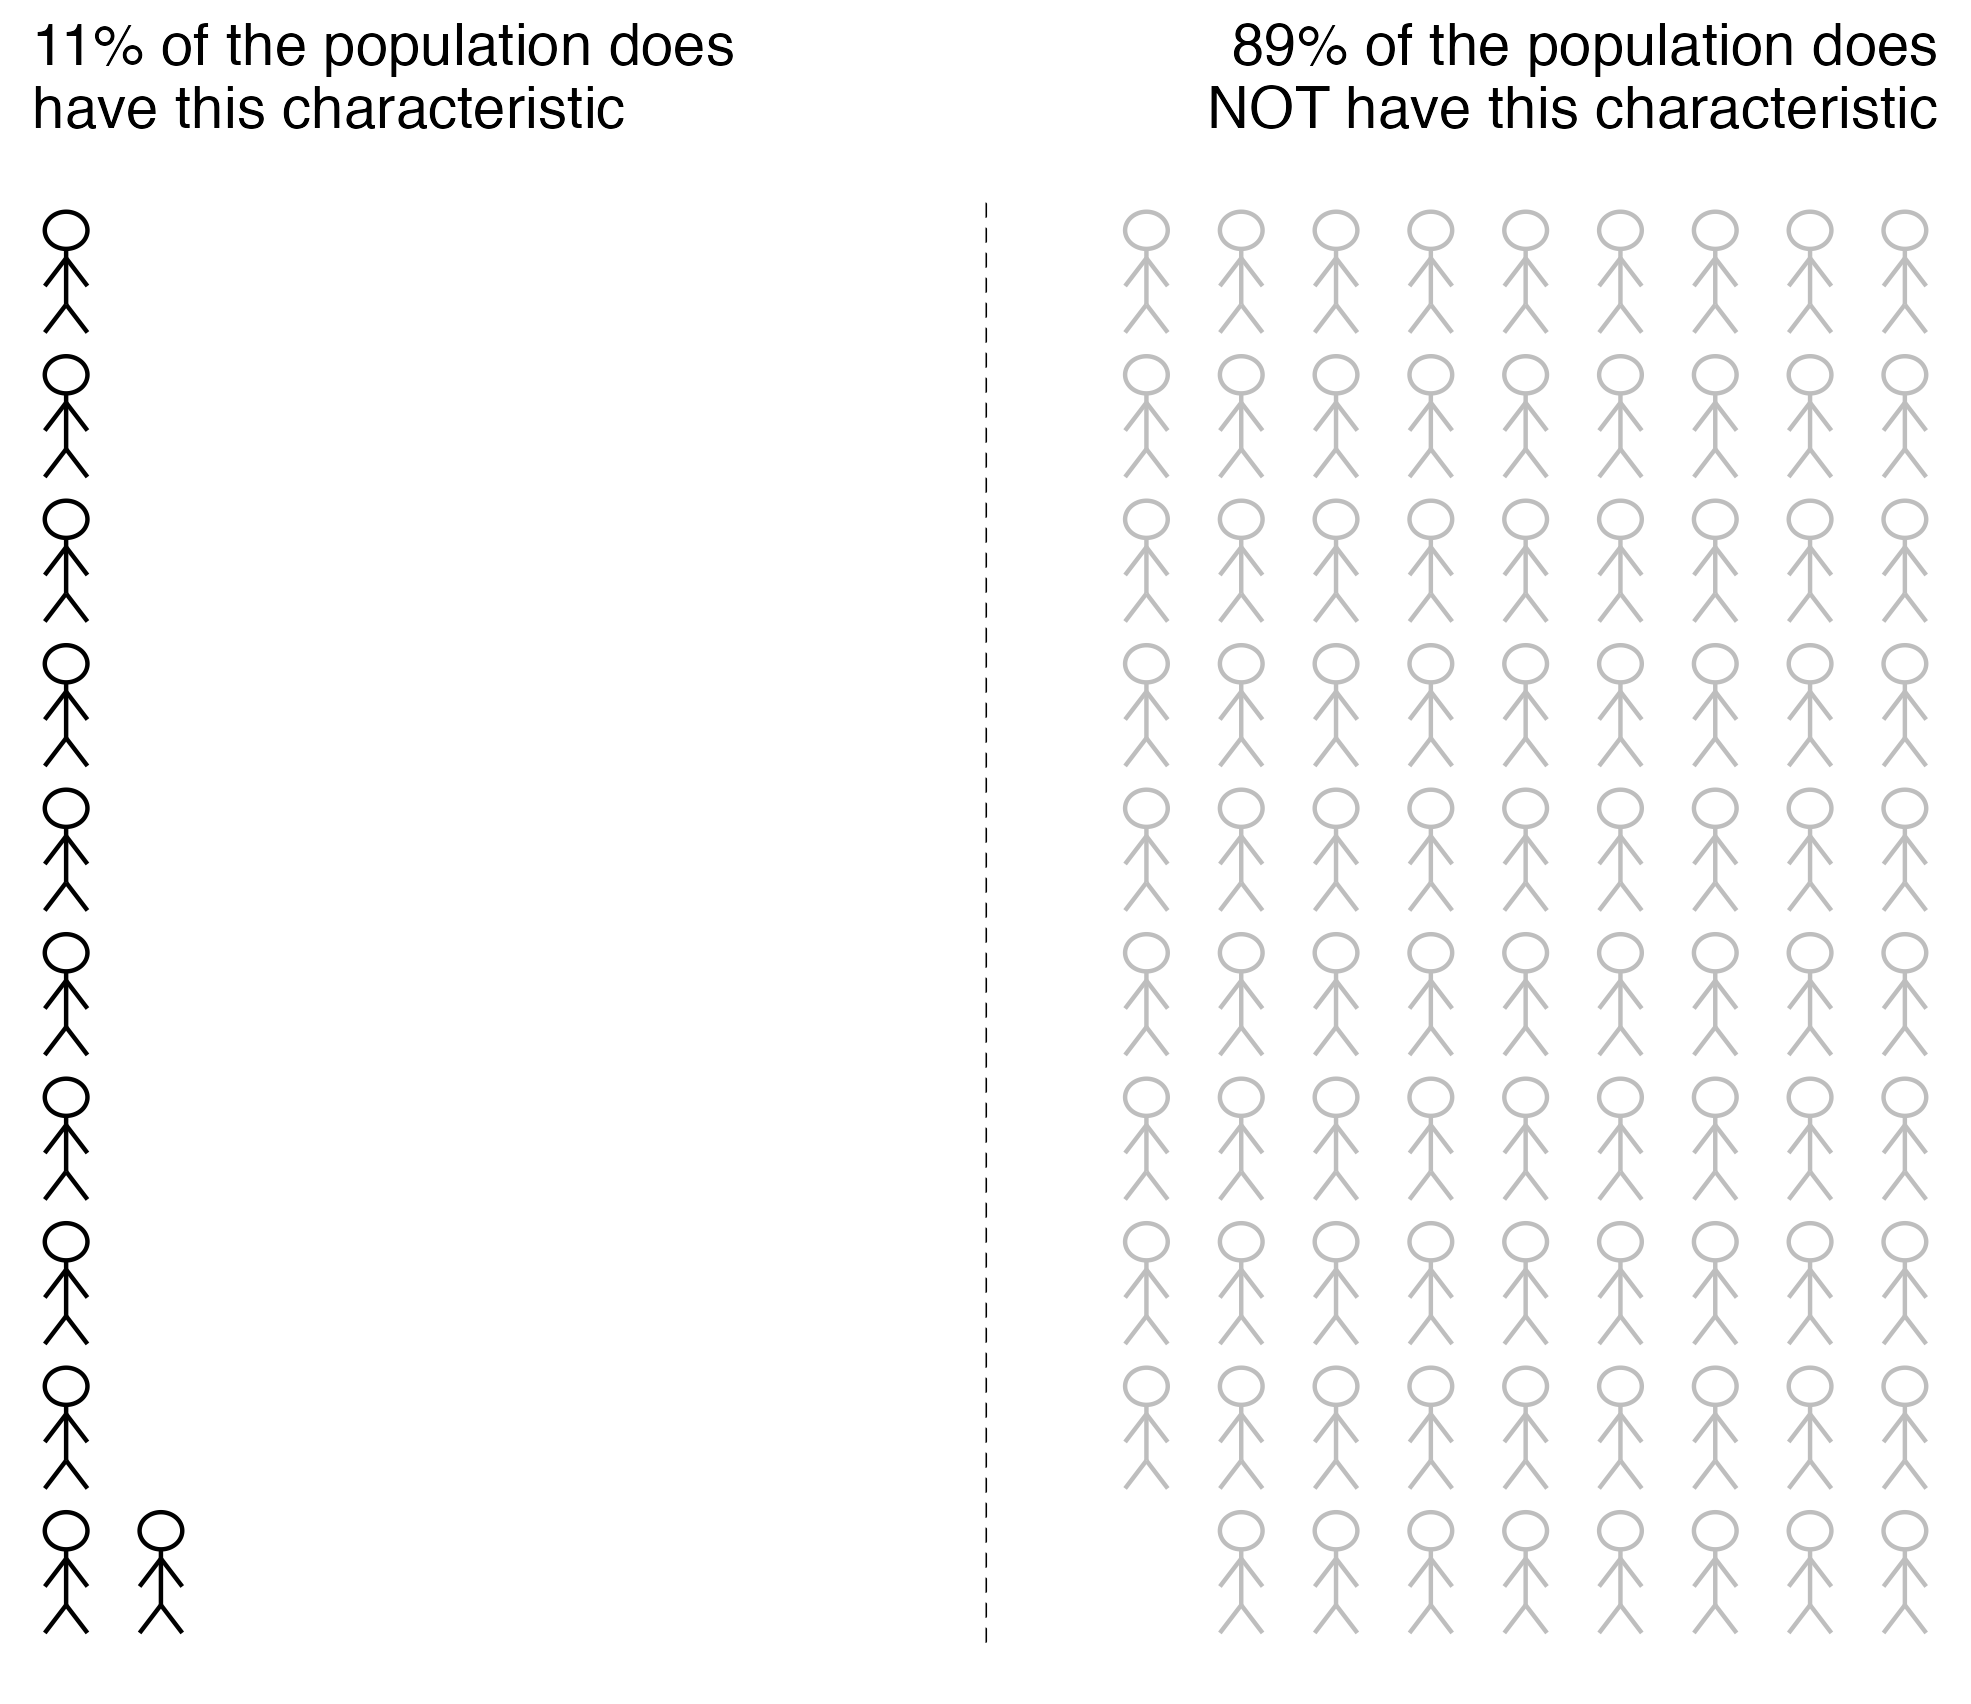 11% of the population does
have this characteristic
89% of the population does
NOT have this characteristic